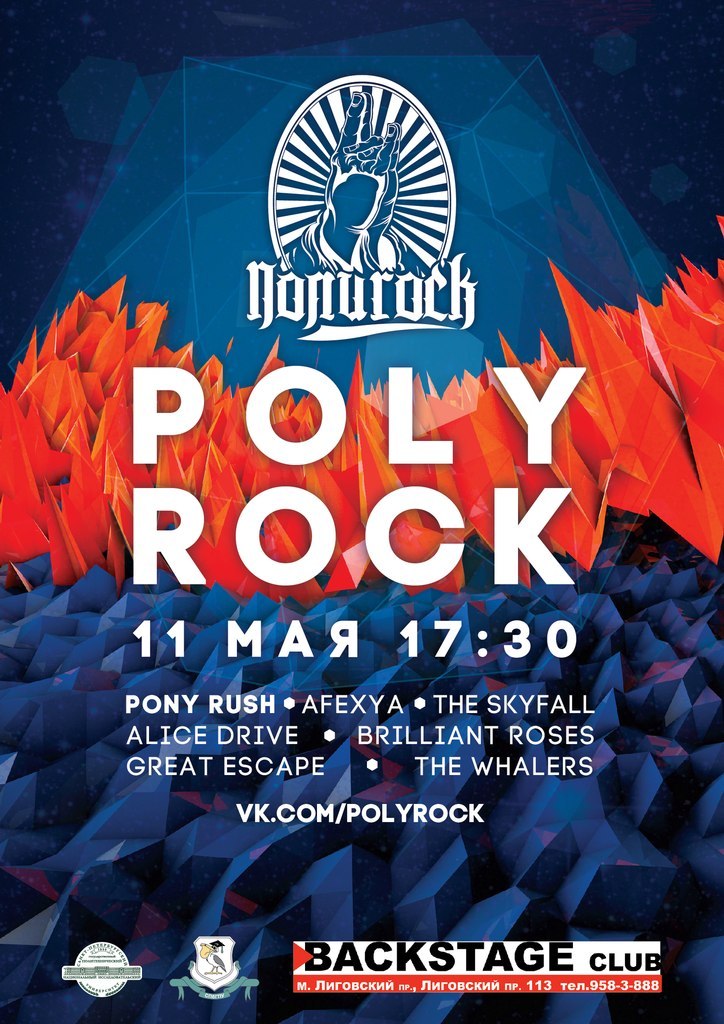 полиrock
POLY
ROCK
11 МАЯ 17:30
PONY RUSH • AFEXYA • THE SKYFALL
ALICE DRIVE • BRILLIANT ROSES
GREAT ESCAPE • THE WHALERS
VK.COM/POLYROCK
BACKSTAGE CLUB
м. Лиговский пр., Лиговский пр. 113 тел.958-3-888